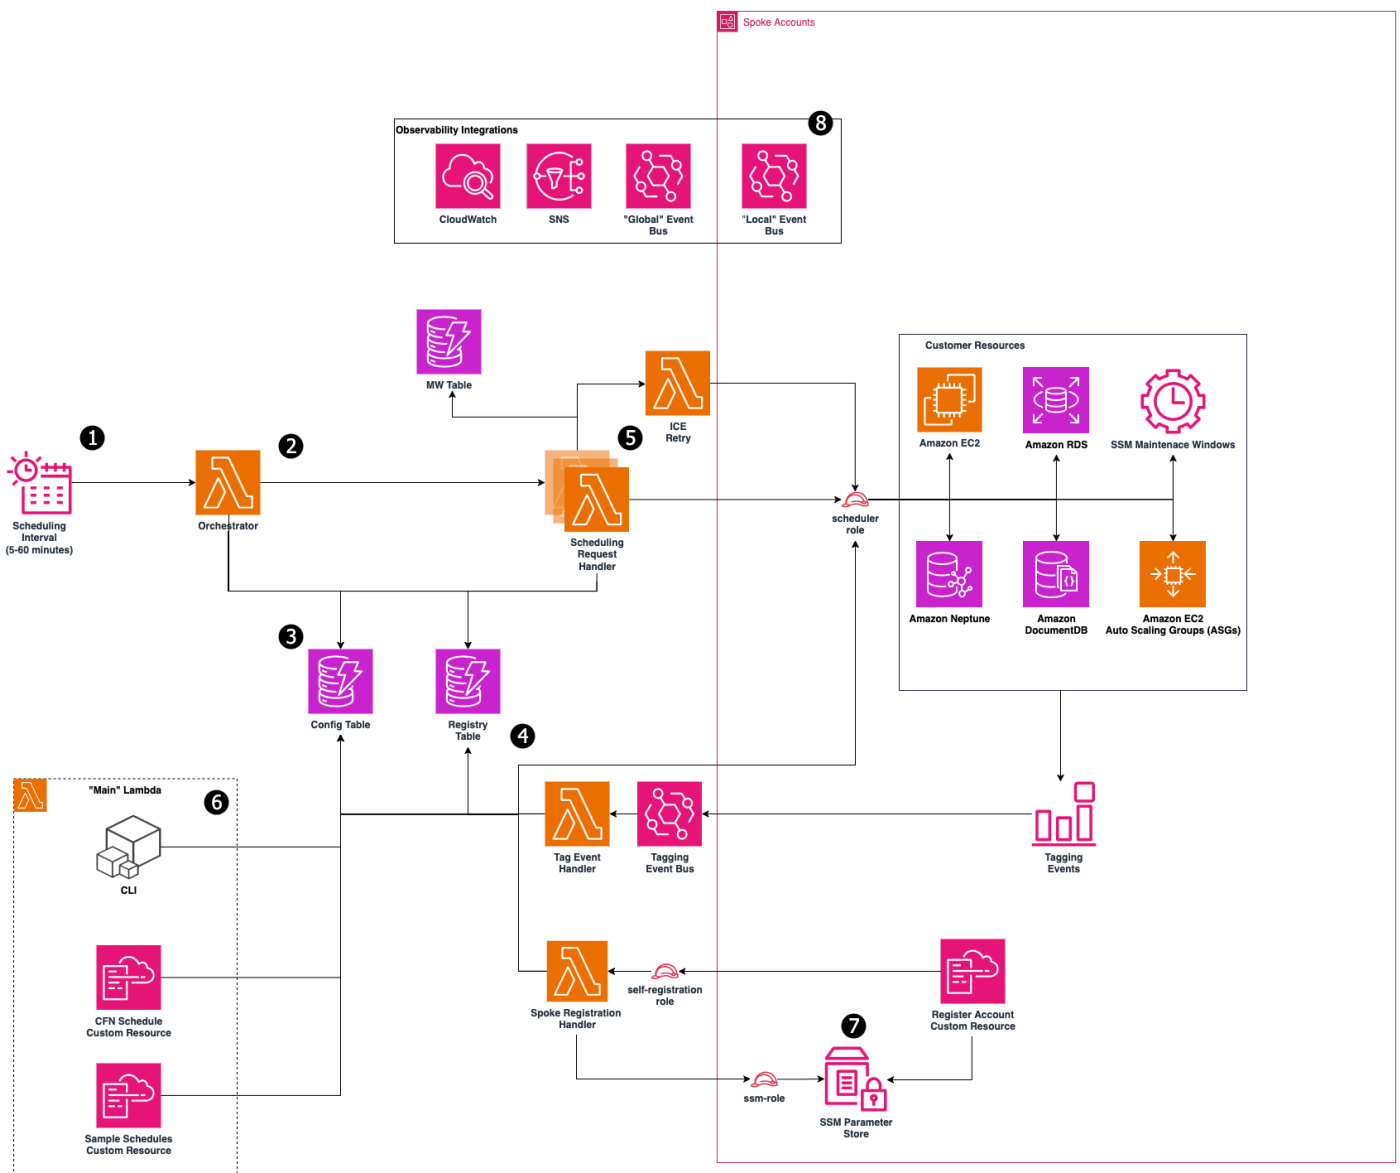 Spoke Accounts
8
Observability Integrations
CloudWatch
SNS
"Global" Event
Bus
"Local" Event
Bus
MW Table
ICE
Retry
Customer Resources
Amazon EC2
Amazon RDS
SSM Maintenace Windows
1
2
5
Scheduling
Interval
(5-60 minutes)
Orchestrator
Scheduling
Request
Handler
scheduler
role
Amazon Neptune
Amazon
DocumentDB
Amazon EC2
Auto Scaling Groups (ASGs)
3
Config Table
Registry
Table
4
"Main" Lambda
6
CLI
Tag Event
Handler
Tagging
Event Bus
Tagging
Events
CFN Schedule
Custom Resource
Spoke Registration
Handler
self-registration
role
Register Account
Custom Resource
7
Sample Schedules
Custom Resource
ssm-role
SSM Parameter
Store